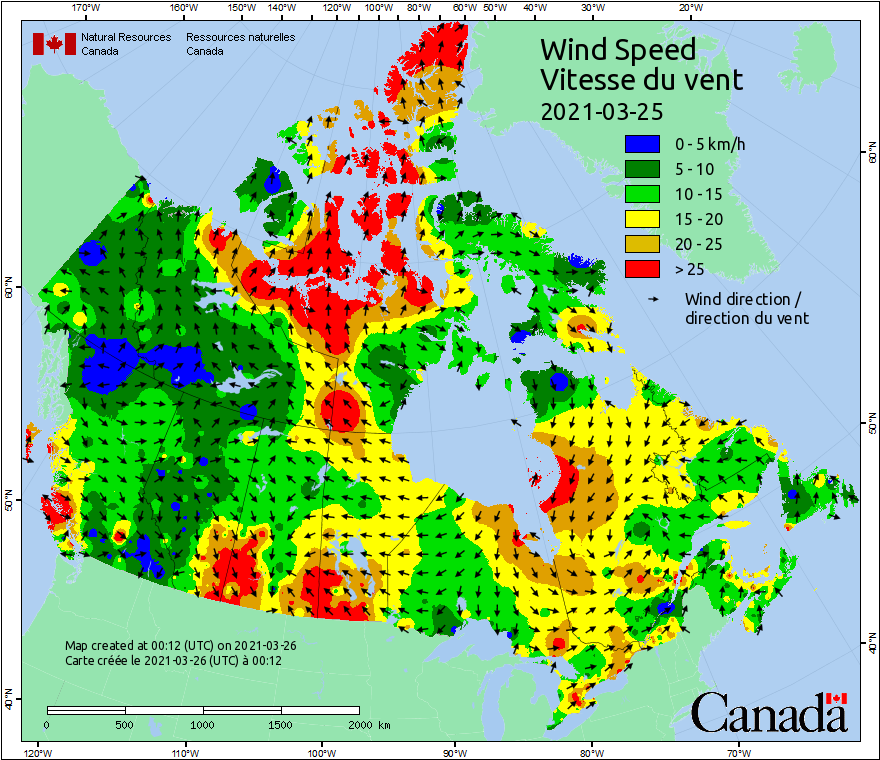 170°W 160°W 150°W 140°W 120°W 100°W 80°W 60°W 50°W 40°W 30°W 20°W
Natural Resources Ressources naturelles
Canada Canada
Wind Speed
Vitesse du vent
2021-03-25
0 - 5 km/h
5 - 10
10 - 15
15 - 20
20 - 25
> 25
Wind direction /
direction du vent
60°N 60°N
50°N 50°N
40°N 40°N
Map created at 00:12 (UTC) on 2021-03-26
Carte créée le 2021-03-26 (UTC) à 00:12
0 500 1000 1500 2000 km
Canada
120°W 110°W 100°W 90°W 80°W 70°W